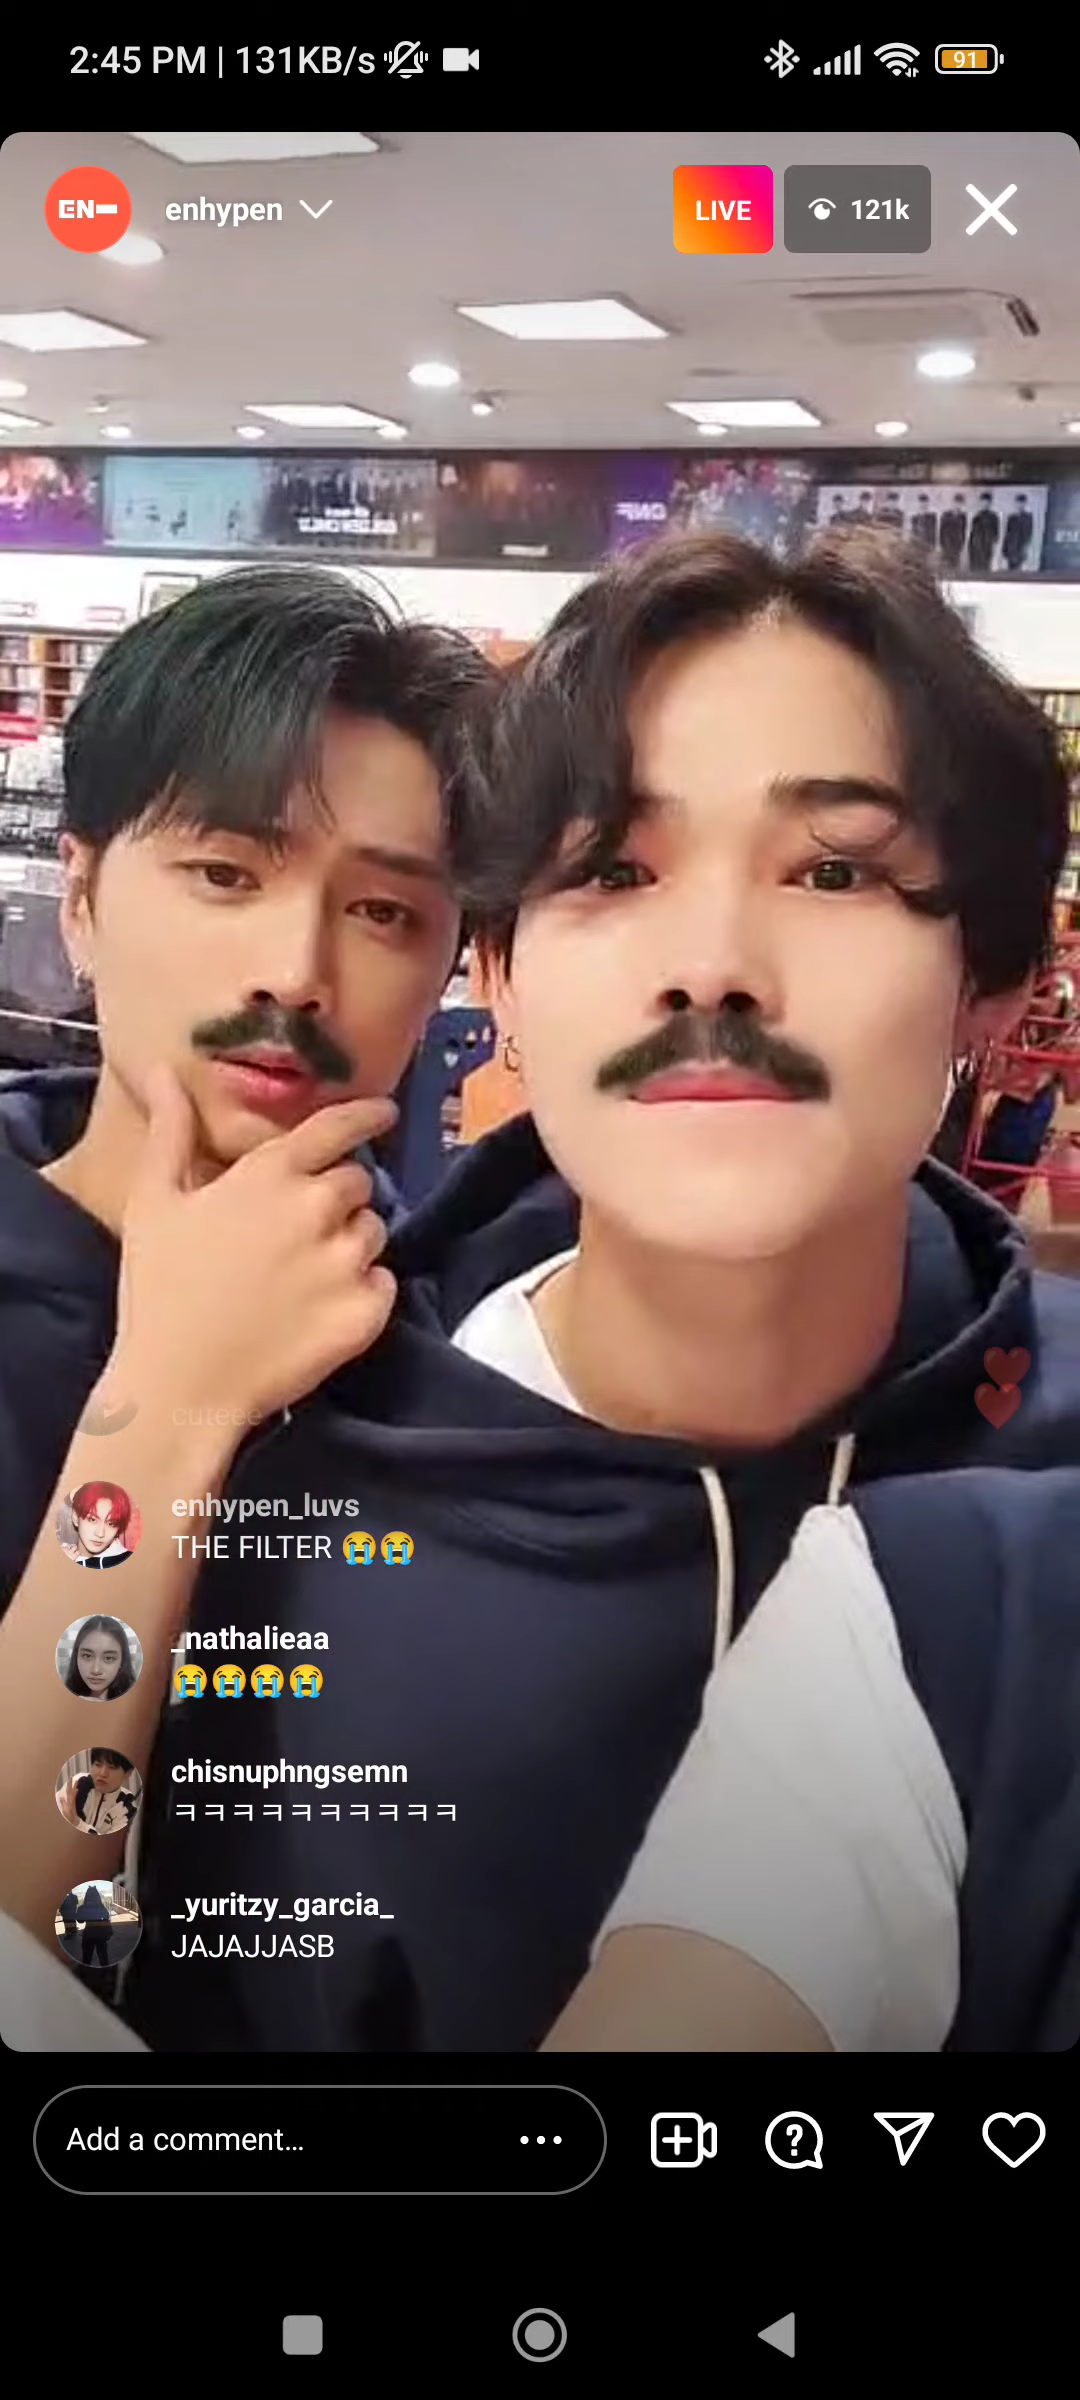 2:45 PM | 131KB/s
91
EN-
enhypen
LIVE
121k
cuteee
enhypen_luvs
THE FILTER 😭😭
_nathalieaa
😭😭😭😭
chisnuphngsemn
ㅋㅋㅋㅋㅋㅋㅋㅋㅋㅋ
_yuritzy_garcia_
JAJAJJASB
Add a comment...